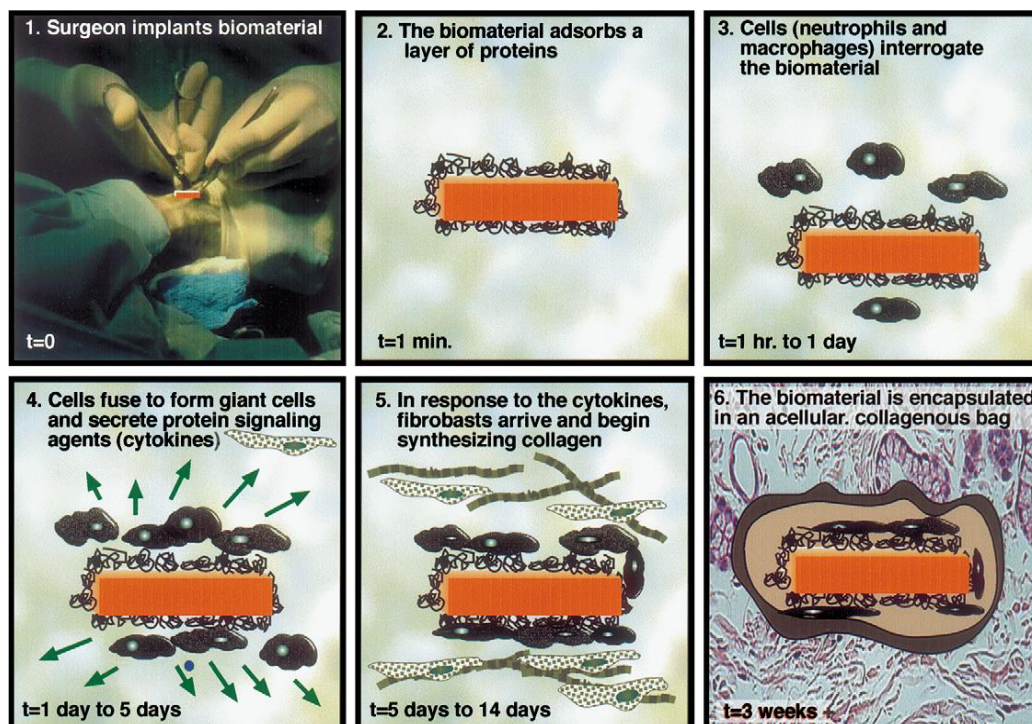 1. Surgeon implants biomaterial
t=0
2. The biomaterial adsorbs a
layer of proteins
t=1 min.
3. Cells (neutrophils and
macrophages) interrogate
the biomaterial
t=1 hr. to 1 day
4. Cells fuse to form giant cells
and secrete protein signaling
agents (cytokines)
t=1 day to 5 days
5. In response to the cytokines,
fibrobasts arrive and begin
synthesizing collagen
t=5 days to 14 days
6. The biomaterial is encapsulated
in an acellular. collagenous bag
t=3 weeks +